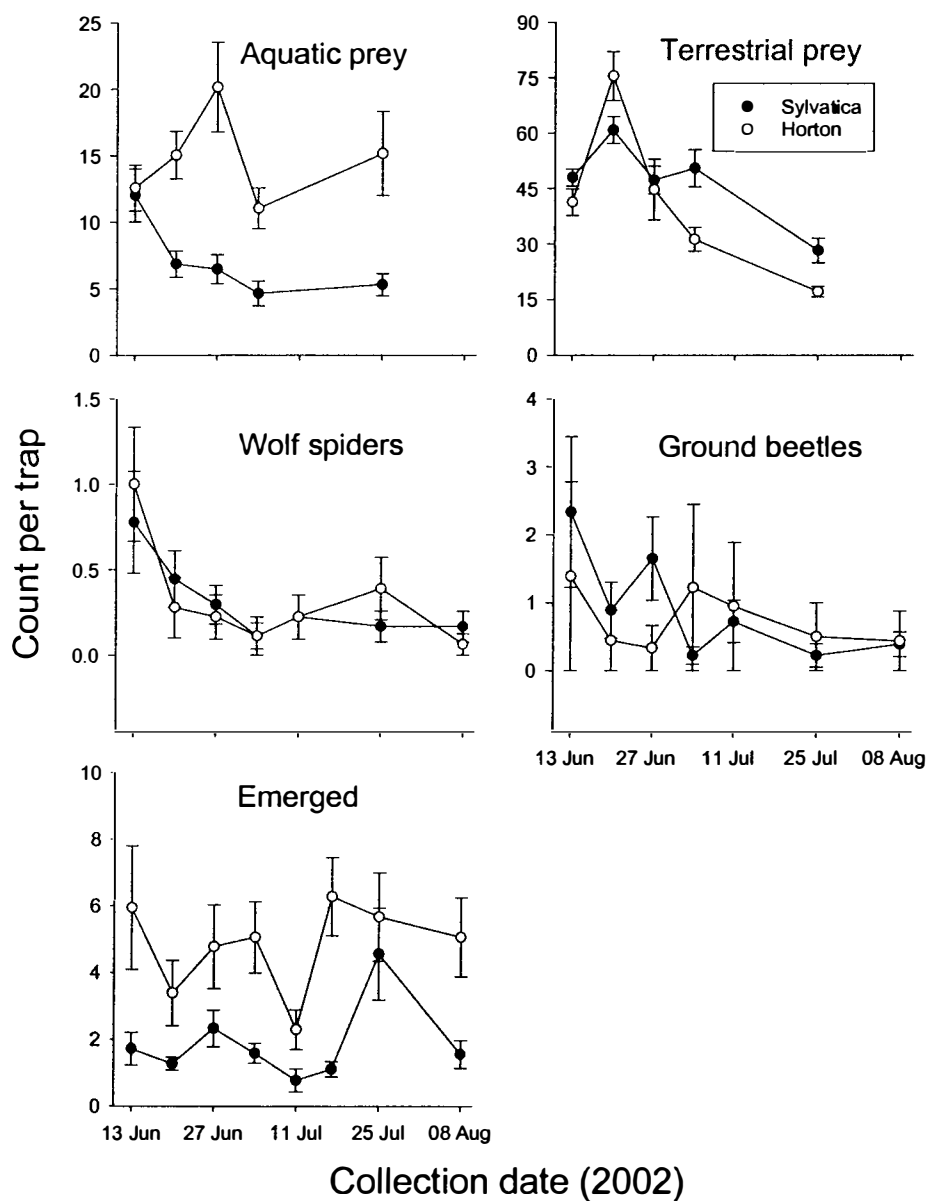 Aquatic prey
25
20
15
10
5
0
Terrestrial prey
Sylvatica
Horton
90
75
60
45
30
15
0
Count per trap
Wolf spiders
1.5
1.0
0.5
0.0
Ground beetles
4
3
2
1
0
13 Jun 27 Jun 11 Jul 25 Jul 08 Aug
Emerged
10
8
6
4
2
0
13 Jun 27 Jun 11 Jul 25 Jul 08 Aug
Collection date (2002)